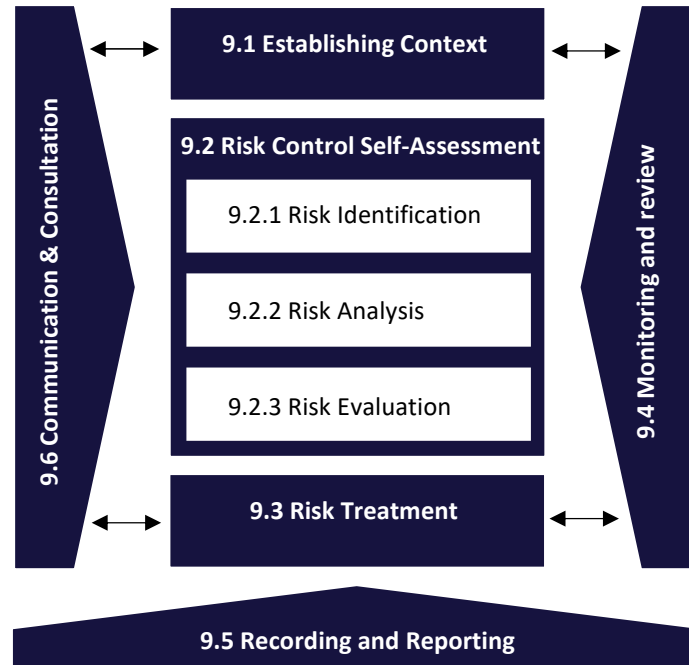 9.1 Establishing Context
9.2 Risk Control Self-Assessment
9.2.1 Risk Identification
9.2.2 Risk Analysis
9.2.3 Risk Evaluation
9.3 Risk Treatment
9.6 Communication & Consultation
9.4 Monitoring and review
9.5 Recording and Reporting